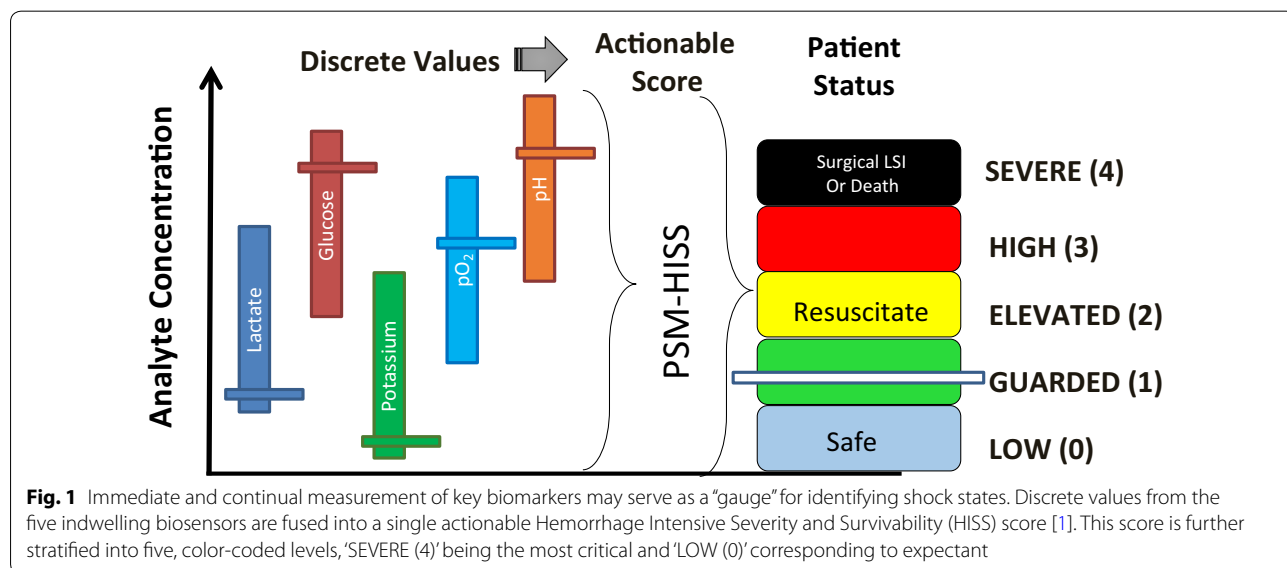 Discrete Values
Actionable
Score
Patient
Status
Analyte Concentration
Lactate
Glucose
Potassium
pO₂
pH
PSM-HISS
Surgical LSI
Or Death
SEVERE (4)
HIGH (3)
Resuscitate
ELEVATED (2)
GUARDED (1)
Safe
LOW (0)
Fig. 1 Immediate and continual measurement of key biomarkers may serve as a “gauge” for identifying shock states. Discrete values from the
five indwelling biosensors are fused into a single actionable Hemorrhage Intensive Severity and Survivability (HISS) score [1]. This score is further
stratified into five, color-coded levels, ‘SEVERE (4)’ being the most critical and ‘LOW (0)’ corresponding to expectant